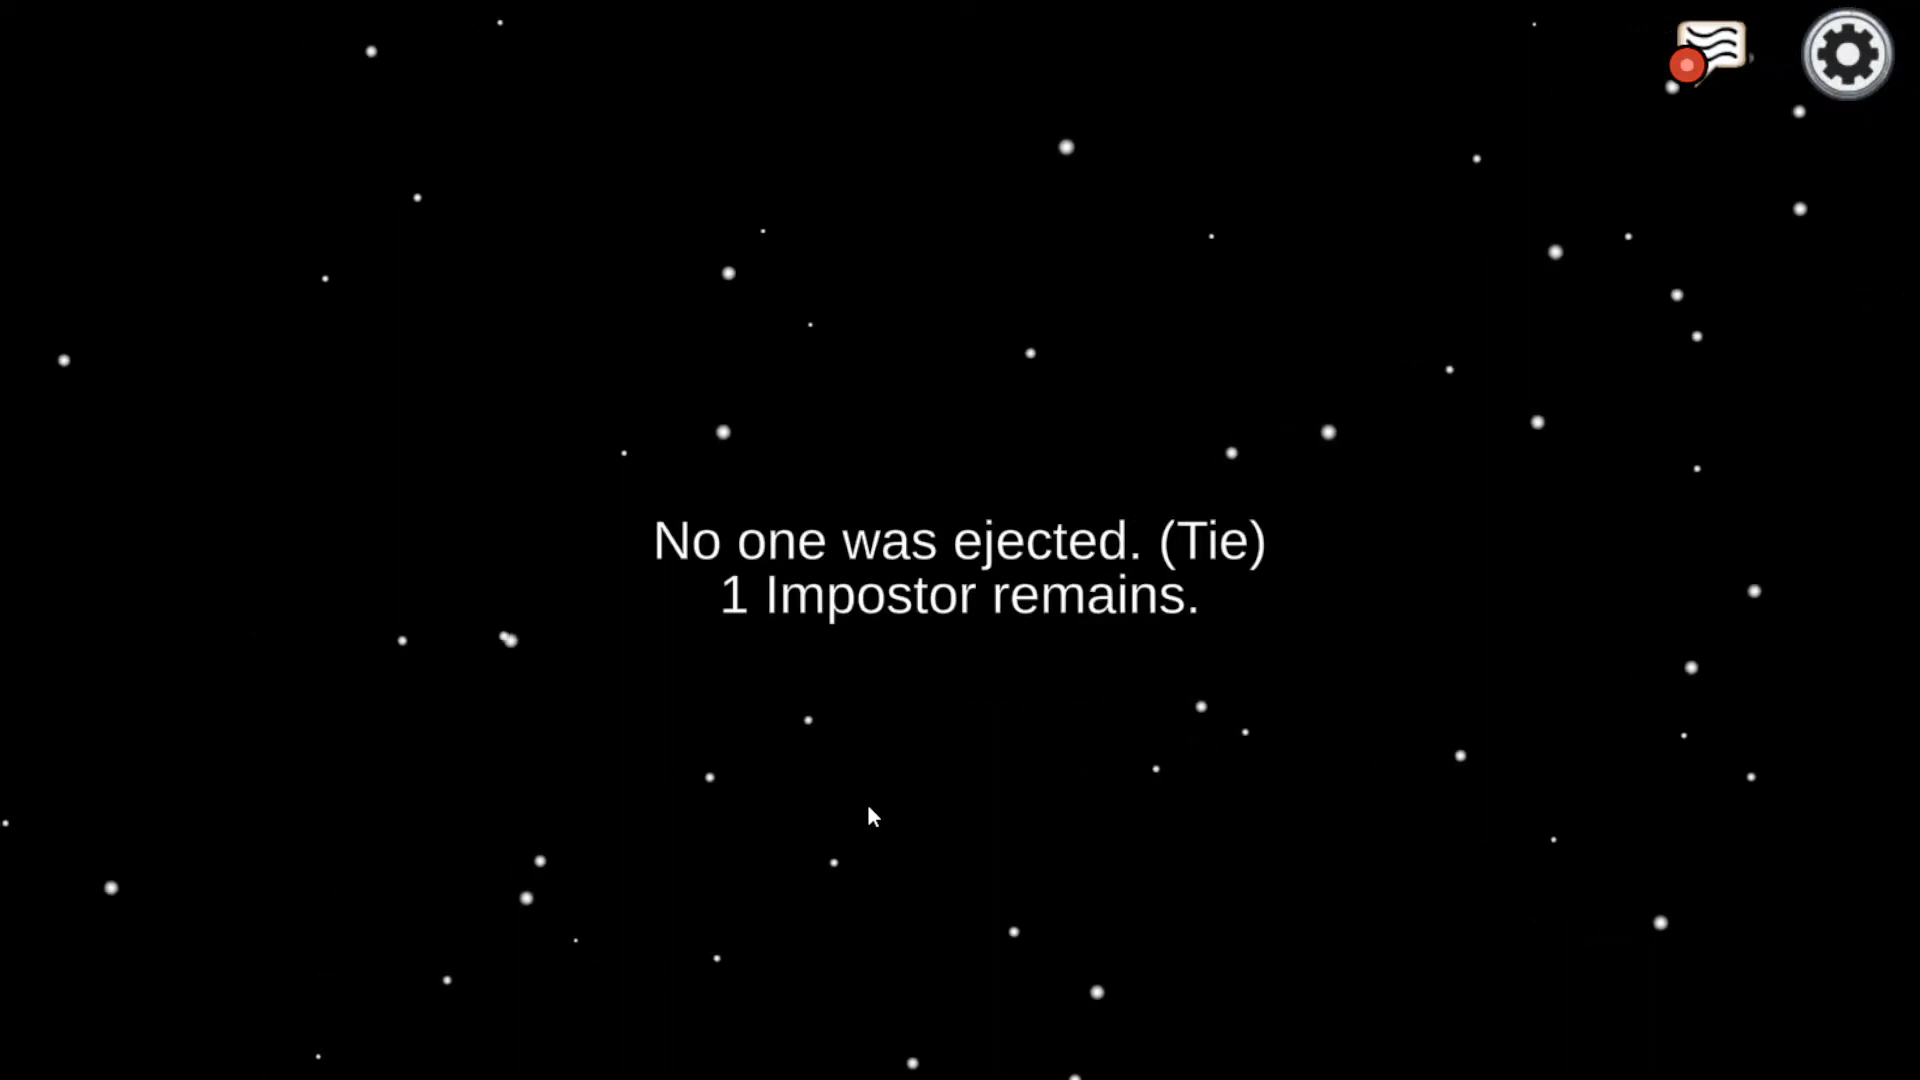 No one was ejected. (Tie)
1 Impostor remains.